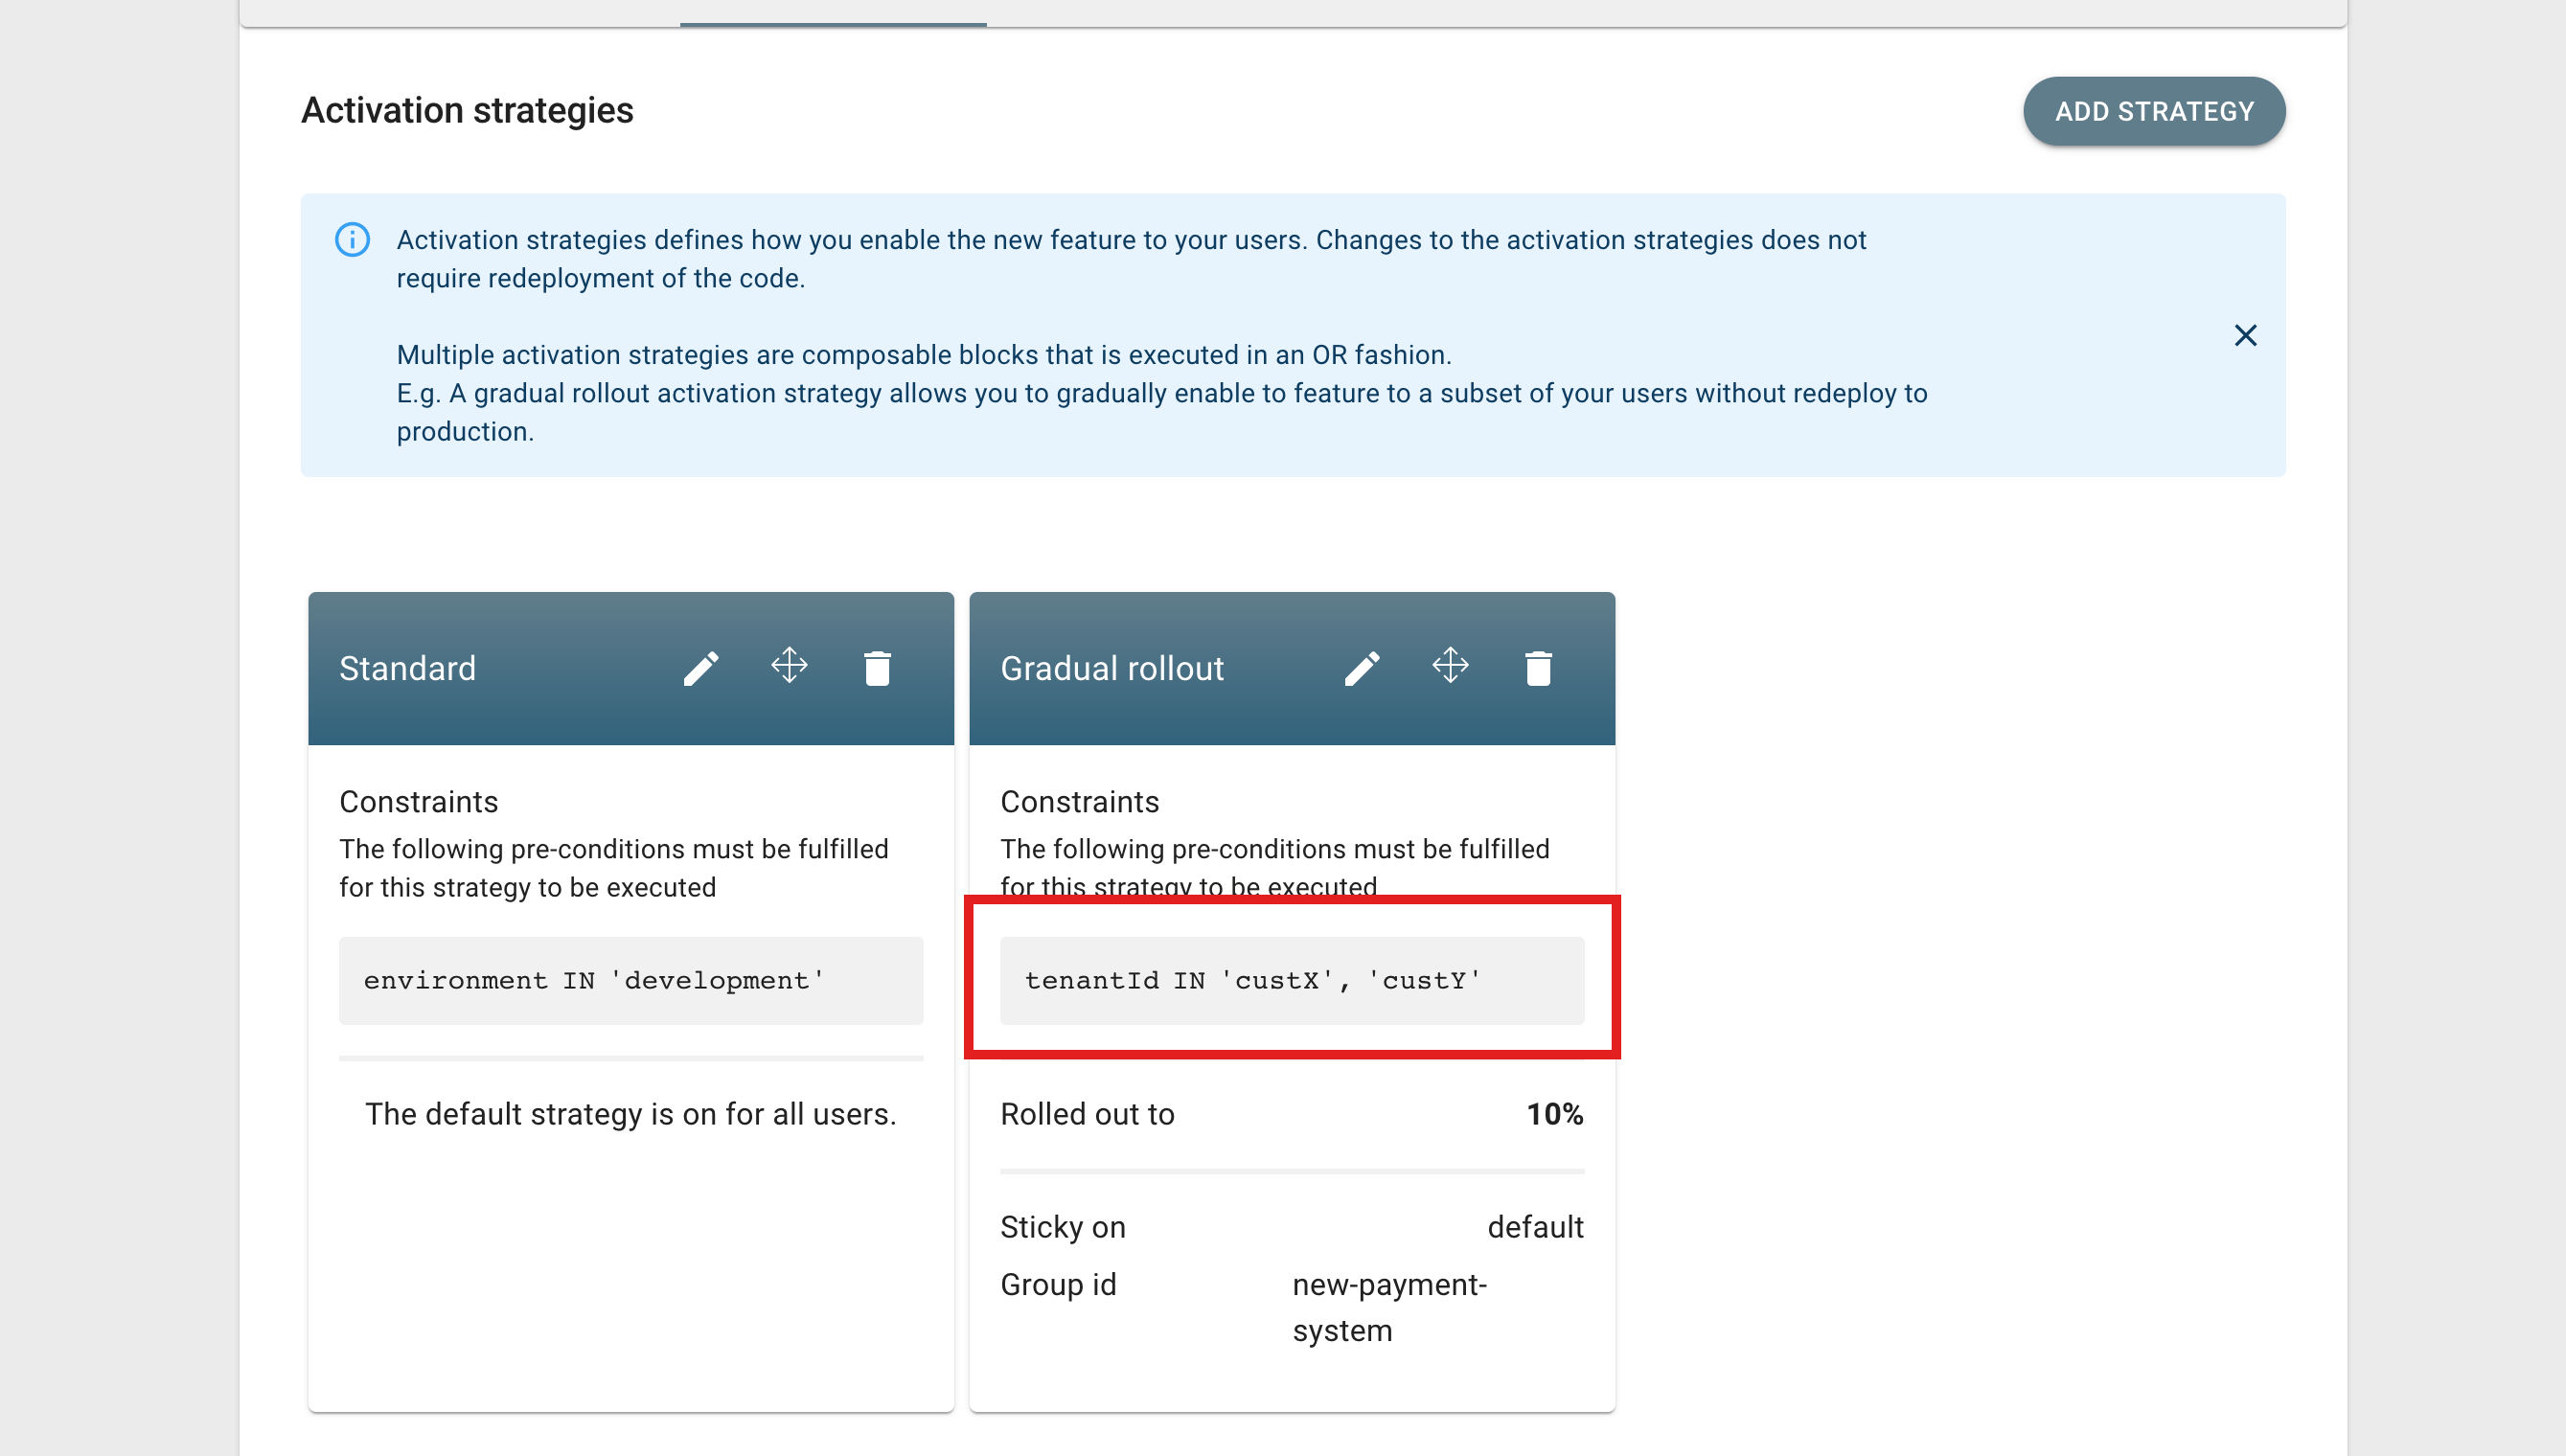 Activation strategies
ADD STRATEGY
Activation strategies defines how you enable the new feature to your users. Changes to the activation strategies does not
require redeployment of the code.
Multiple activation strategies are composable blocks that is executed in an OR fashion.
E.g. A gradual rollout activation strategy allows you to gradually enable to feature to a subset of your users without redeploy to
production.
Standard
Constraints
The following pre-conditions must be fulfilled
for this strategy to be executed
environment IN 'development'
The default strategy is on for all users.
Gradual rollout
Constraints
The following pre-conditions must be fulfilled
for this strategy to be executed
tenantId IN 'custX', 'custY'
Rolled out to 10%
Sticky on default
Group id new-payment-
system